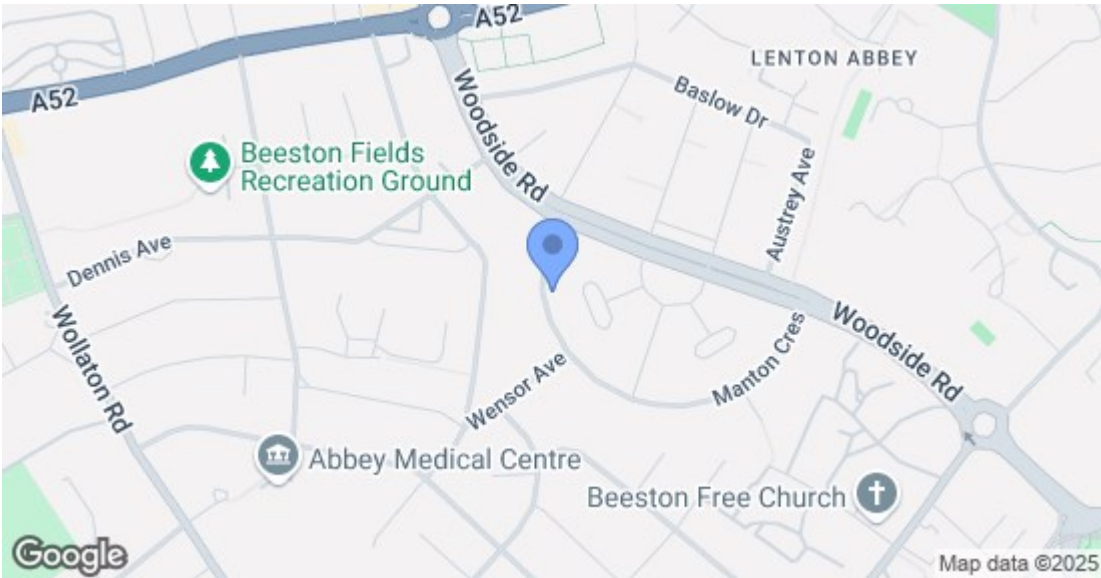 A52
A52
LENTON ABBEY
Woodside Rd
Baslow Dr
Beeston Fields
Recreation Ground
Austrey Ave
Dennis Ave
Wollaton Rd
Woodside Rd
Manton Cres
Wensor Ave
Abbey Medical Centre
Beeston Free Church
Google
Map data ©2025